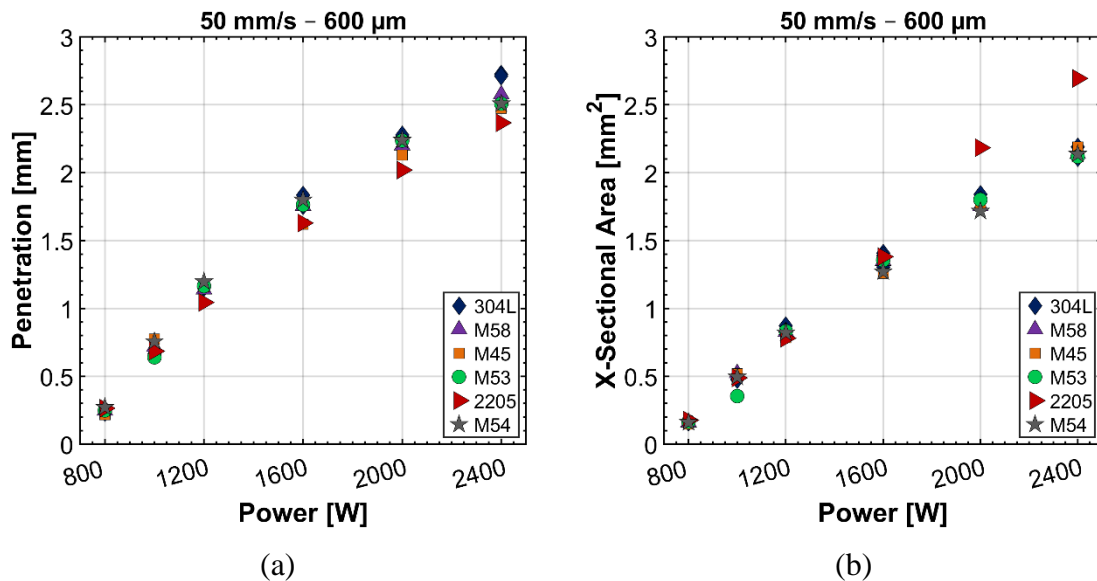 50 mm/s – 600 µm
Penetration [mm]
3
2.5
2
1.5
1
0.5
0
800
1200
1600
2000
2400
Power [W]
304L
M58
M45
M53
2205
M54
(a)
50 mm/s – 600 µm
X-Sectional Area [mm²]
3
2.5
2
1.5
1
0.5
0
800
1200
1600
2000
2400
Power [W]
304L
M58
M45
M53
2205
M54
(b)